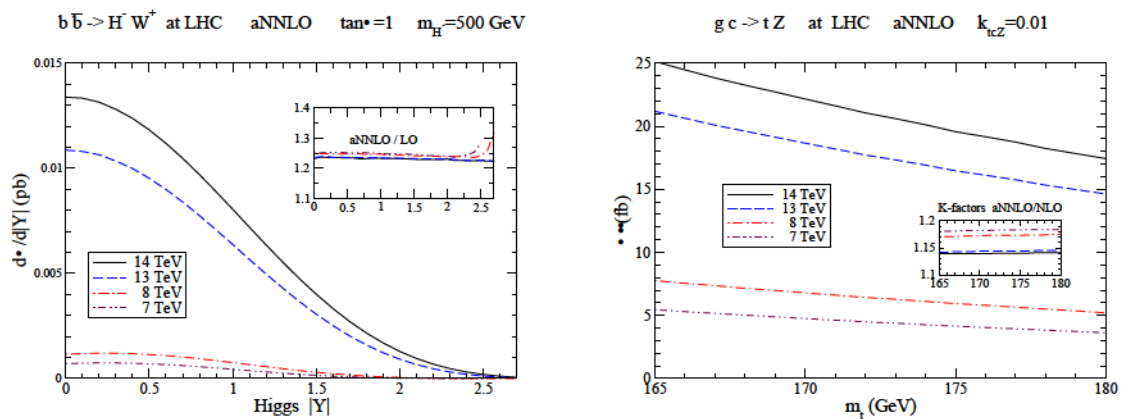 b b̅ -> H⁻ W⁺ at LHC aNNLO tan•=1 m_H=500 GeV
0.015
0.01
0.005
0
dσ•/d|Y| (pb)
1.4
1.3
1.2
1.1
aNNLO / LO
0 0.5 1 1.5 2 2.5
14 TeV
13 TeV
8 TeV
7 TeV
0 0.5 1 1.5 2 2.5
Higgs |Y|
g c -> t Z at LHC aNNLO k_tcZ=0.01
25
20
15
10
5
0
••(fb)
14 TeV
13 TeV
8 TeV
7 TeV
K-factors aNNLO/NLO
1.2
1.15
1.1
165 170 175 180
165 170 175 180
m_t (GeV)